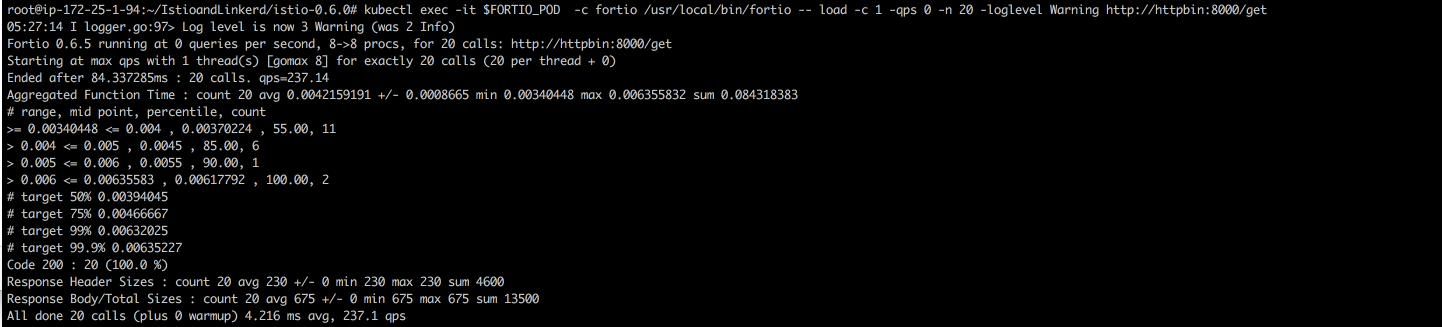 root@ip-172-25-1-94:~/IstioandLinkerd/istio-0.6.0# kubectl exec -it $FORTIO_POD  -c fortio /usr/local/bin/fortio -- load -c 1 -qps 0 -n 20 -loglevel Warning http://httpbin:8000/get
05:27:14 I logger.go:97> Log level is now 3 Warning (was 2 Info)
Fortio 0.6.5 running at 0 queries per second, 8->8 procs, for 20 calls: http://httpbin:8000/get
Starting at max qps with 1 thread(s) [gomax 8] for exactly 20 calls (20 per thread + 0)
Ended after 84.337285ms : 20 calls. qps=237.14
Aggregated Function Time : count 20 avg 0.0042159191 +/- 0.0008665 min 0.00340448 max 0.006355832 sum 0.084318383
# range, mid point, percentile, count
>= 0.00340448 <= 0.004 , 0.00370224 , 55.00, 11
> 0.004 <= 0.005 , 0.0045 , 85.00, 6
> 0.005 <= 0.006 , 0.0055 , 90.00, 1
> 0.006 <= 0.00635583 , 0.00617792 , 100.00, 2
# target 50% 0.00394045
# target 75% 0.00466667
# target 99% 0.00632025
# target 99.9% 0.00635227
Code 200 : 20 (100.0 %)
Response Header Sizes : count 20 avg 230 +/- 0 min 230 max 230 sum 4600
Response Body/Total Sizes : count 20 avg 675 +/- 0 min 675 max 675 sum 13500
All done 20 calls (plus 0 warmup) 4.216 ms avg, 237.1 qps